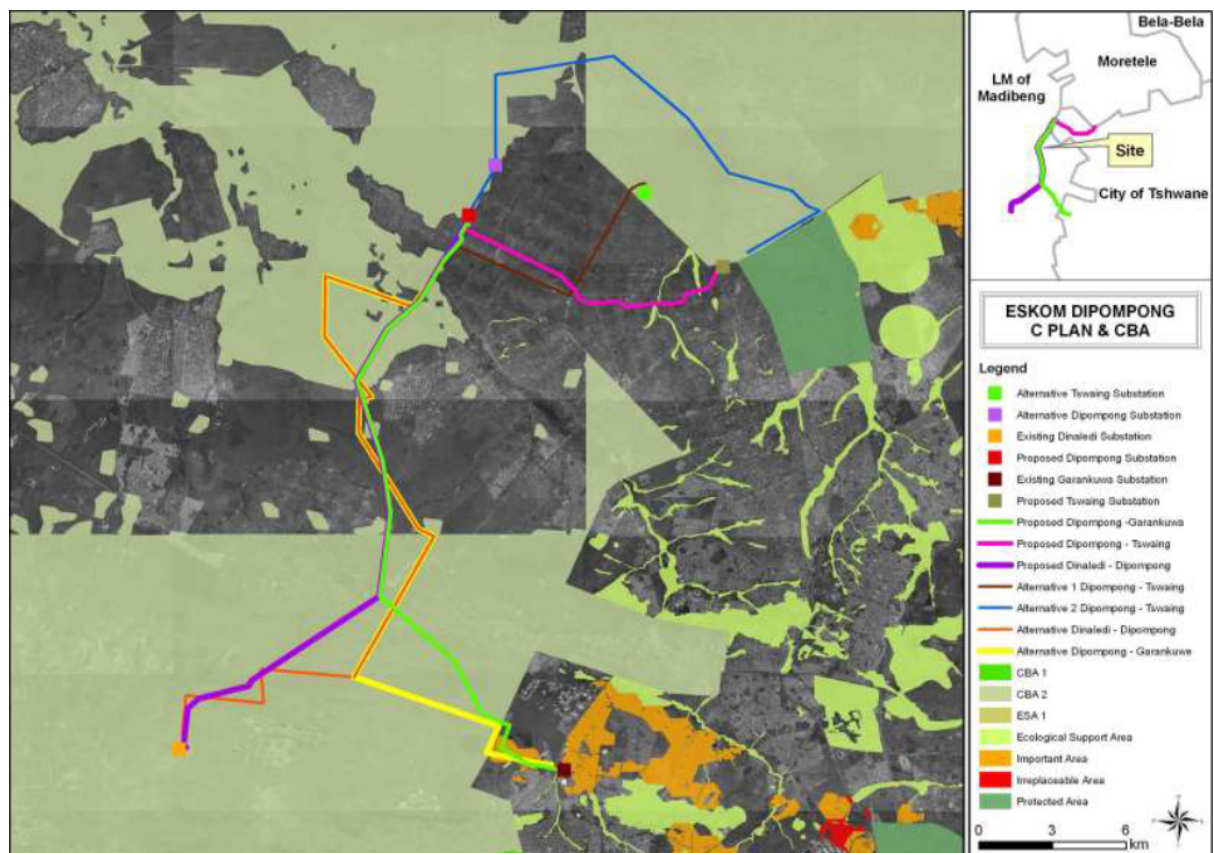 Bela-Bela
Moretele
LM of
Madibeng
Site
City of Tshwane
ESKOM DIPOMPONG
C PLAN & CBA
Legend
Alternative Tswaing Substation
Alternative Dipompong Substation
Existing Dinaledi Substation
Proposed Dipompong Substation
Existing Garankuwa Substation
Proposed Tswaing Substation
Proposed Dipompong -Garankuwa
Proposed Dipompong - Tswaing
Proposed Dinaledi - Dipompong
Alternative 1 Dipompong - Tswaing
Alternative 2 Dipompong - Tswaing
Alternative Dinaledi - Dipompong
Alternative Dipompong - Garankuwe
CBA 1
CBA 2
ESA 1
Ecological Support Area
Important Area
Irreplaceable Area
Protected Area
0 3 6
km